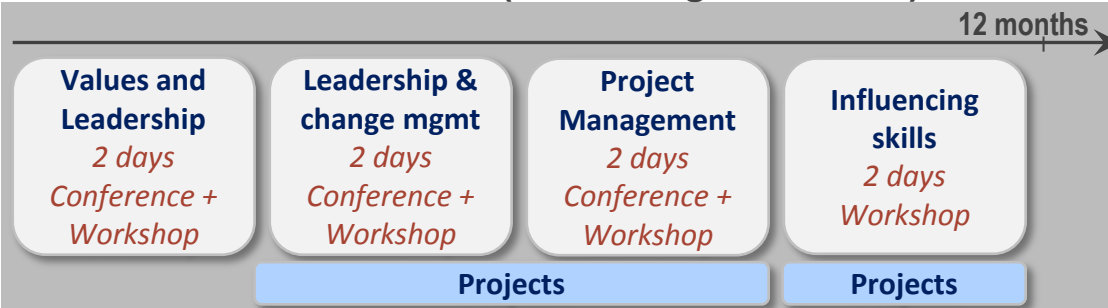 12 months
Values and
Leadership
2 days
Conference +
Workshop
Leadership &
change mgmt
2 days
Conference +
Workshop
Project
Management
2 days
Conference +
Workshop
Influencing
skills
2 days
Workshop
Projects
Projects